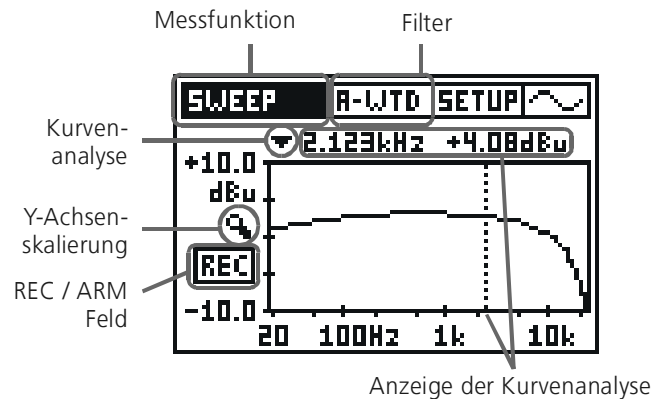 Messfunktion
Filter
SWEEP A-WTD SETUP
Kurven-
analyse
2.123kHz +4.08dBu
+10.0
dBu
Y-Achsen-
skalierung
REC
REC / ARM
Feld
-10.0
20 100Hz 1k 10k
Anzeige der Kurvenanalyse